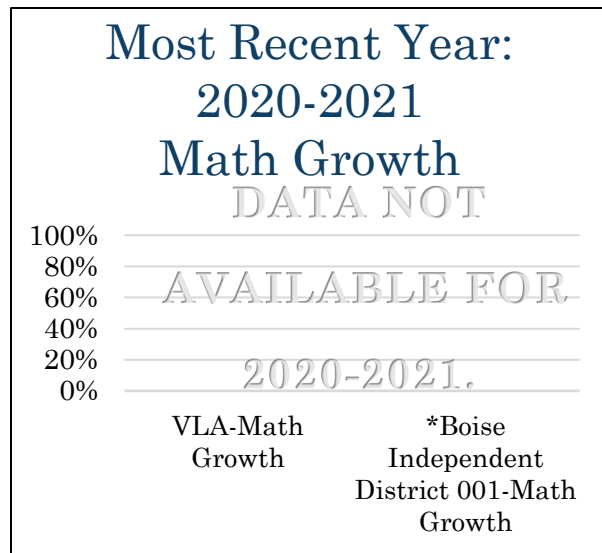 Most Recent Year:
2020-2021
Math Growth
DATA NOT
AVAILABLE FOR
2020-2021.
100%
80%
60%
40%
20%
0%
VLA-Math
Growth
*Boise
Independent
District 001-Math
Growth